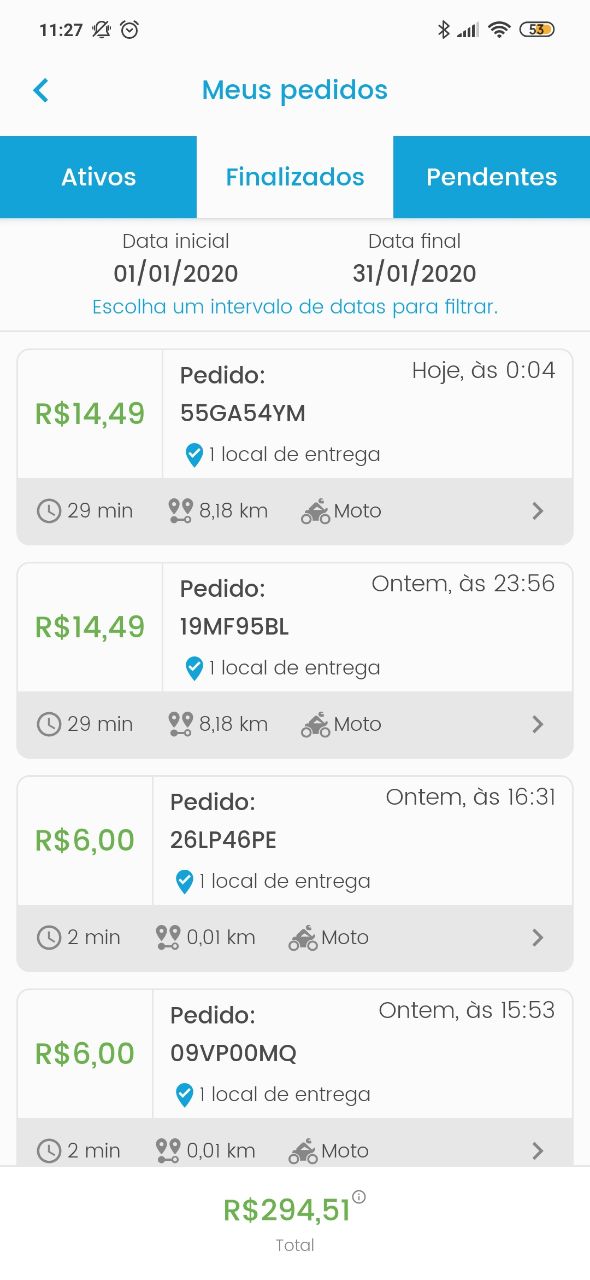 11:27
53
Meus pedidos
Ativos Finalizados Pendentes
Data inicial Data final
01/01/2020 31/01/2020
Escolha um intervalo de datas para filtrar.
Pedido: Hoje, às 0:04
R$14,49 55GA54YM
1 local de entrega
29 min 8,18 km Moto
Pedido: Ontem, às 23:56
R$14,49 19MF95BL
1 local de entrega
29 min 8,18 km Moto
Pedido: Ontem, às 16:31
R$6,00 26LP46PE
1 local de entrega
2 min 0,01 km Moto
Pedido: Ontem, às 15:53
R$6,00 09VP00MQ
1 local de entrega
2 min 0,01 km Moto
R$294,51
Total